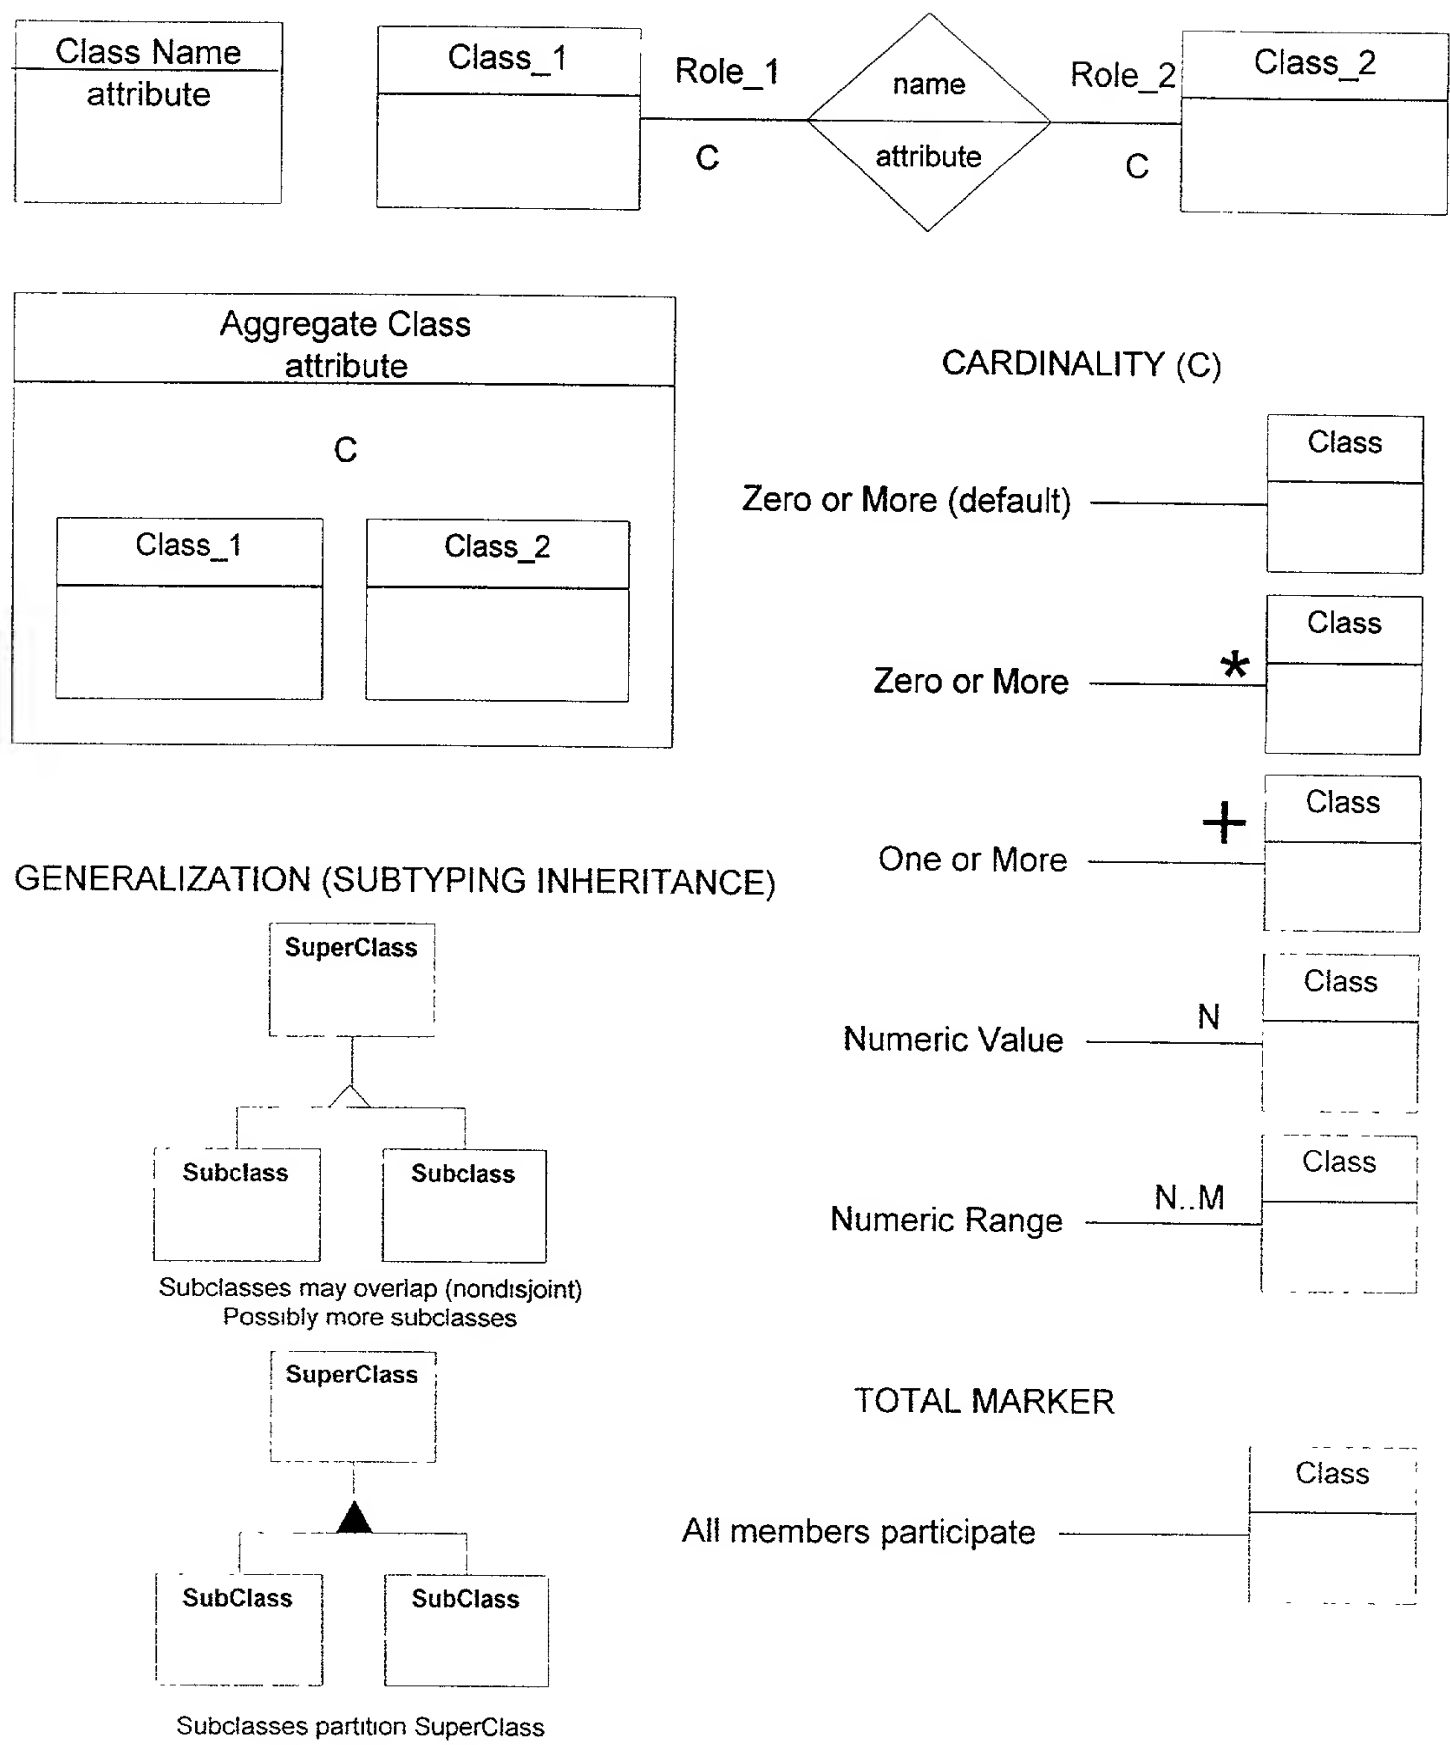 Class Name
attribute
Class_1
Role_1
C
name
attribute
Role_2
C
Class_2
Aggregate Class
attribute
C
Class_1
Class_2
CARDINALITY (C)
Zero or More (default)
Class
Zero or More
*
Class
One or More
+
Class
Numeric Value
N
Class
Numeric Range
N..M
Class
GENERALIZATION (SUBTYPING INHERITANCE)
SuperClass
Subclass
Subclass
Subclasses may overlap (nondisjoint)
Possibly more subclasses
SuperClass
SubClass
SubClass
Subclasses partition SuperClass
TOTAL MARKER
All members participate
Class